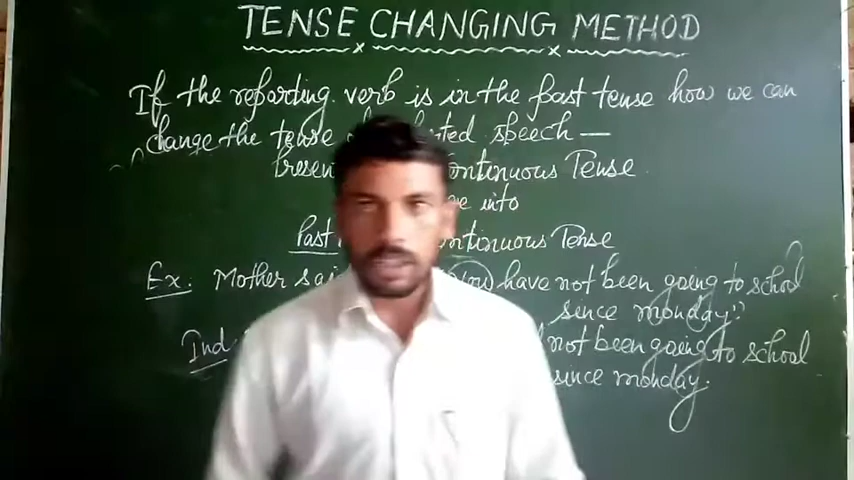 TENSE CHANGING METHOD
If the reporting verb is in the past tense how we can
change the tense speech —
Continuous Tense
into
Past Continuous Tense
Ex. Mother You have not been going to school
since monday."
Ind not been going to school
since monday.